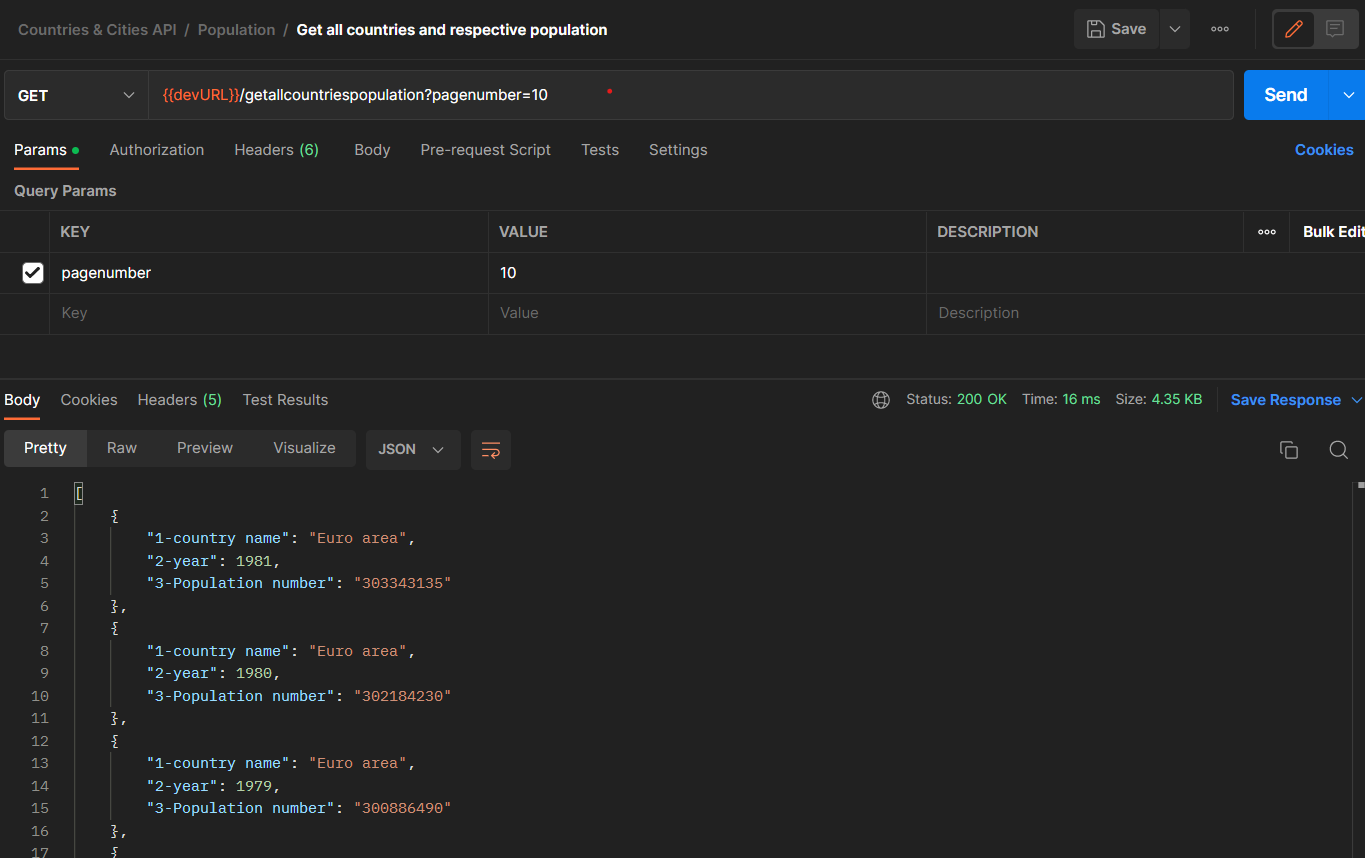 Countries & Cities API / Population / Get all countries and respective population
Save
GET
{{devURL}}/getallcountriespopulation?pagenumber=10
Send
Params Authorization Headers (6) Body Pre-request Script Tests Settings Cookies
Query Params
KEY VALUE DESCRIPTION Bulk Edit
pagenumber 10
Key Value Description
Body Cookies Headers (5) Test Results Status: 200 OK Time: 16 ms Size: 4.35 KB Save Response
Pretty Raw Preview Visualize JSON
1 [
2 {
3 "1-country name": "Euro area",
4 "2-year": 1981,
5 "3-Population number": "303343135"
6 },
7 {
8 "1-country name": "Euro area",
9 "2-year": 1980,
10 "3-Population number": "302184230"
11 },
12 {
13 "1-country name": "Euro area",
14 "2-year": 1979,
15 "3-Population number": "300886490"
16 },
17 {